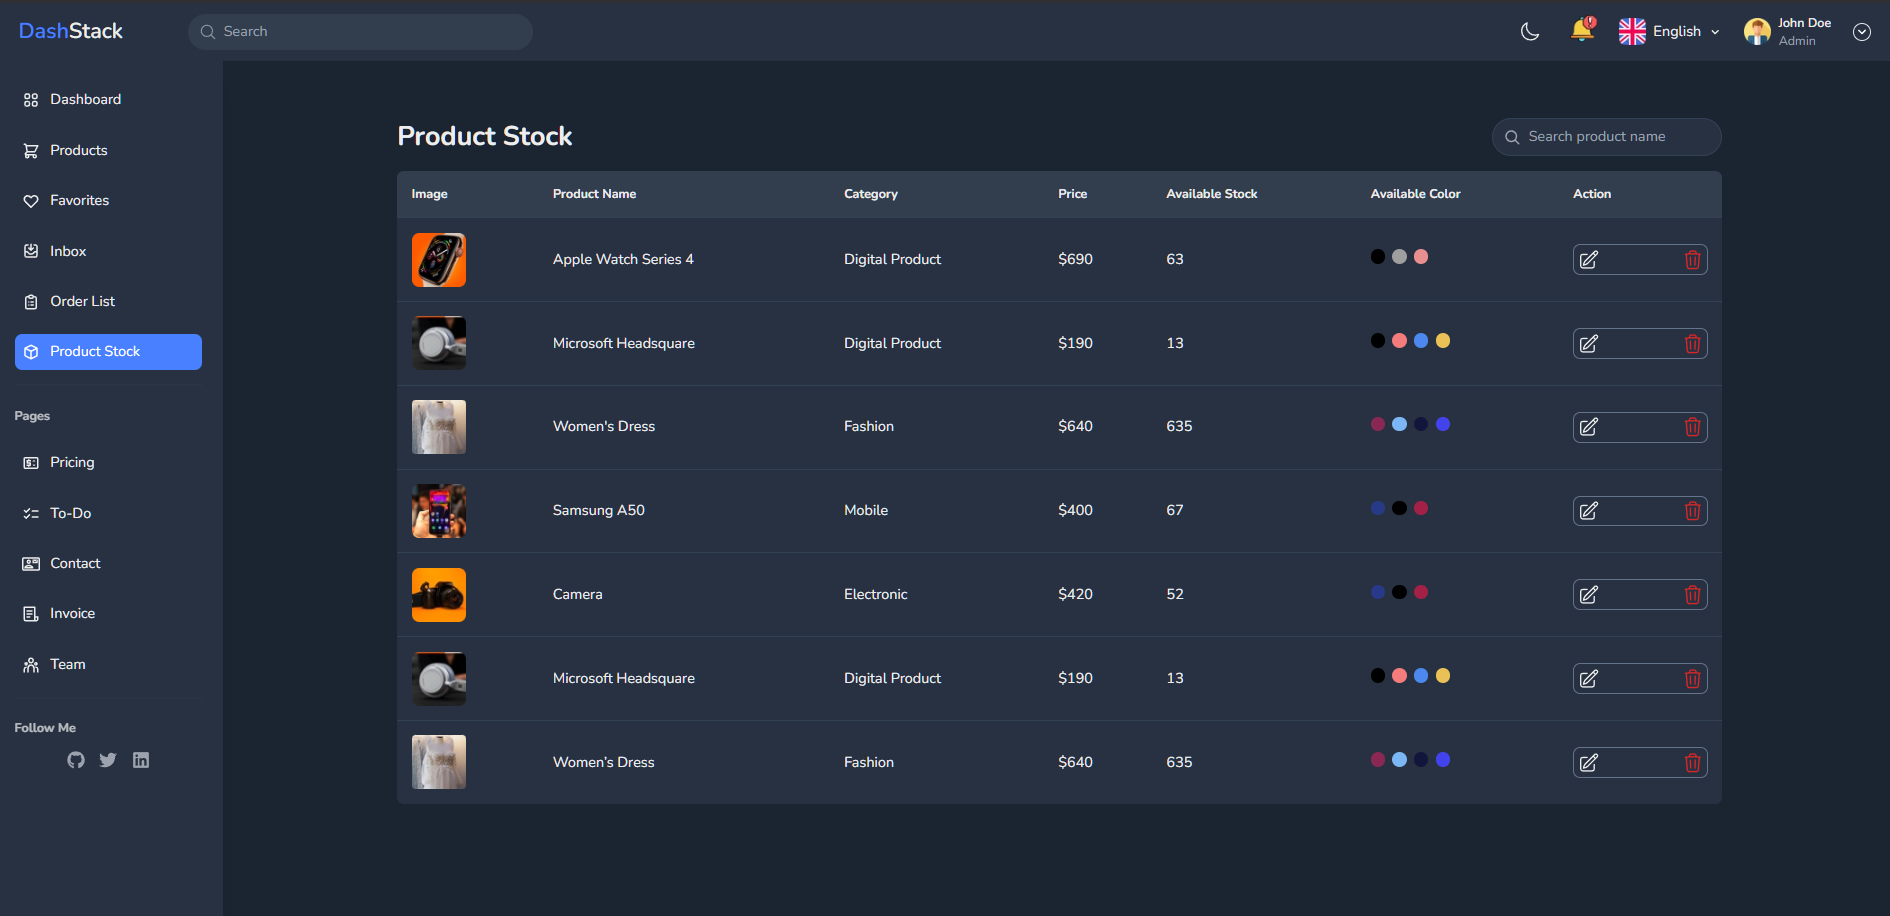 DashStack
Search
English
John Doe
Admin
Dashboard
Products
Favorites
Inbox
Order List
Product Stock
Pages
Pricing
To-Do
Contact
Invoice
Team
Follow Me
Product Stock
Search product name
Image Product Name Category Price Available Stock Available Color Action
Apple Watch Series 4 Digital Product $690 63
Microsoft Headsquare Digital Product $190 13
Women's Dress Fashion $640 635
Samsung A50 Mobile $400 67
Camera Electronic $420 52
Microsoft Headsquare Digital Product $190 13
Women’s Dress Fashion $640 635